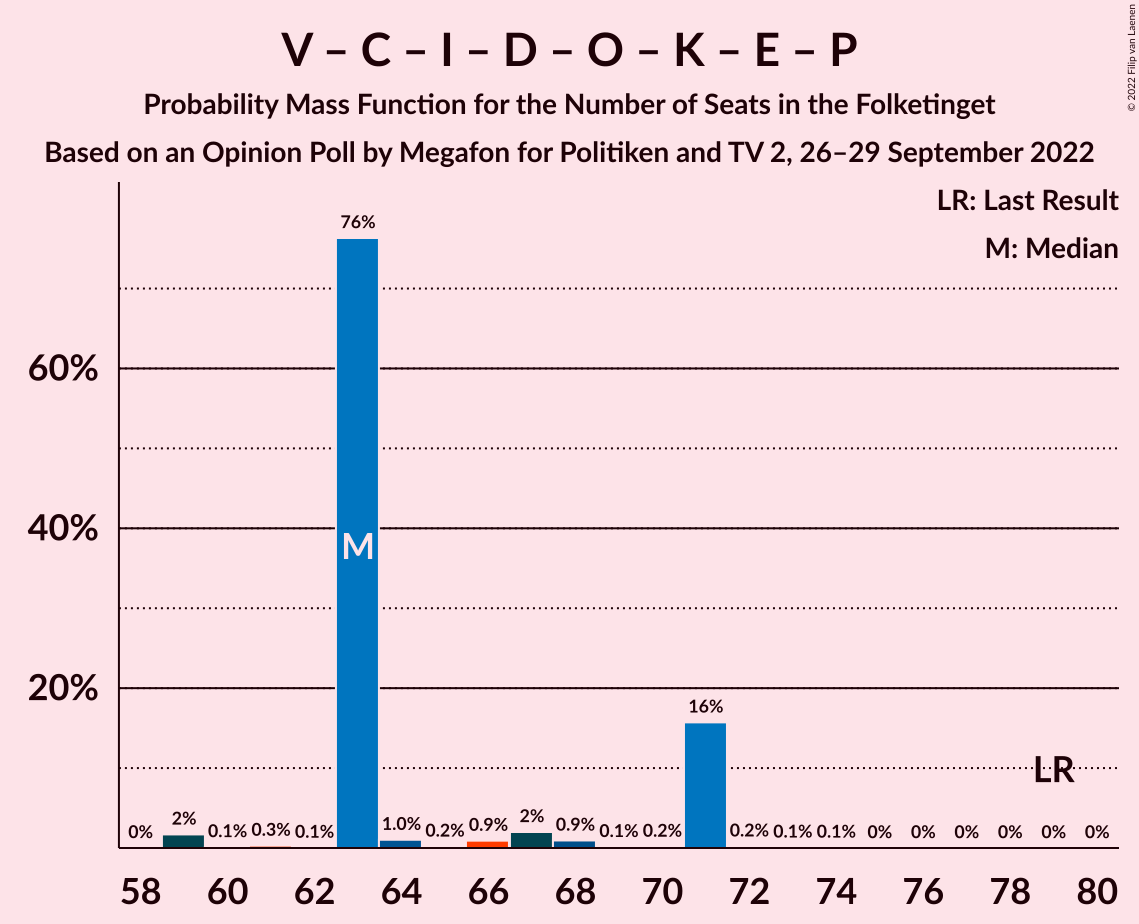 V – C – I – D – O – K – E – P
Probability Mass Function for the Number of Seats in the Folketinget
Based on an Opinion Poll by Megafon for Politiken and TV 2, 26–29 September 2022
© 2022 Filip van Laenen
LR: Last Result
M: Median
60%
40%
20%
0% 2% 0.1% 0.3% 0.1% 76% 1.0% 0.2% 0.9% 2% 0.9% 0.1% 0.2% 16% 0.2% 0.1% 0.1% 0% 0% 0% 0% 0% 0%
M
LR
58 60 62 64 66 68 70 72 74 76 78 80